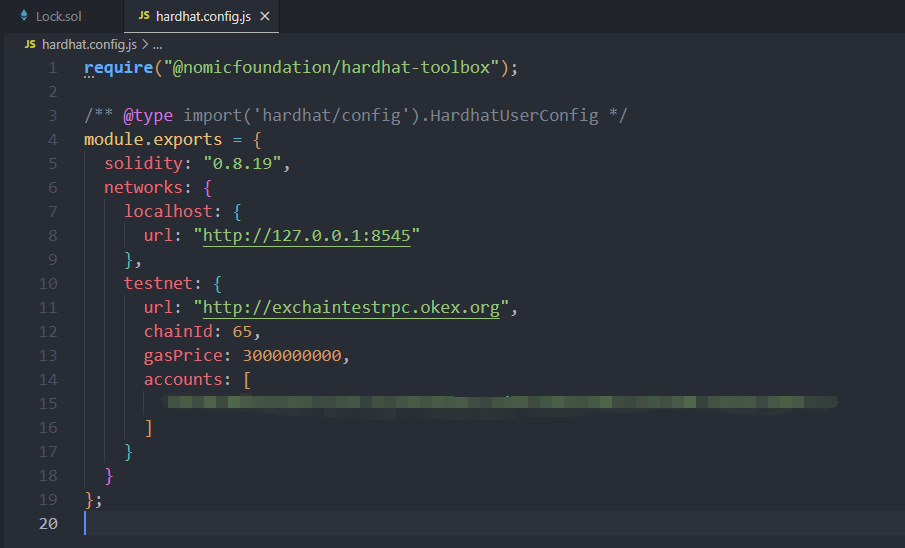 Lock.sol
JS hardhat.config.js ×
JS hardhat.config.js > ...
1 require("@nomicfoundation/hardhat-toolbox");
2
3 /** @type import('hardhat/config').HardhatUserConfig */
4 module.exports = {
5   solidity: "0.8.19",
6   networks: {
7     localhost: {
8       url: "http://127.0.0.1:8545"
9     },
10     testnet: {
11       url: "http://exchaintestrpc.okex.org",
12       chainId: 65,
13       gasPrice: 3000000000,
14       accounts: [
15
16       ]
17     }
18   }
19 };
20